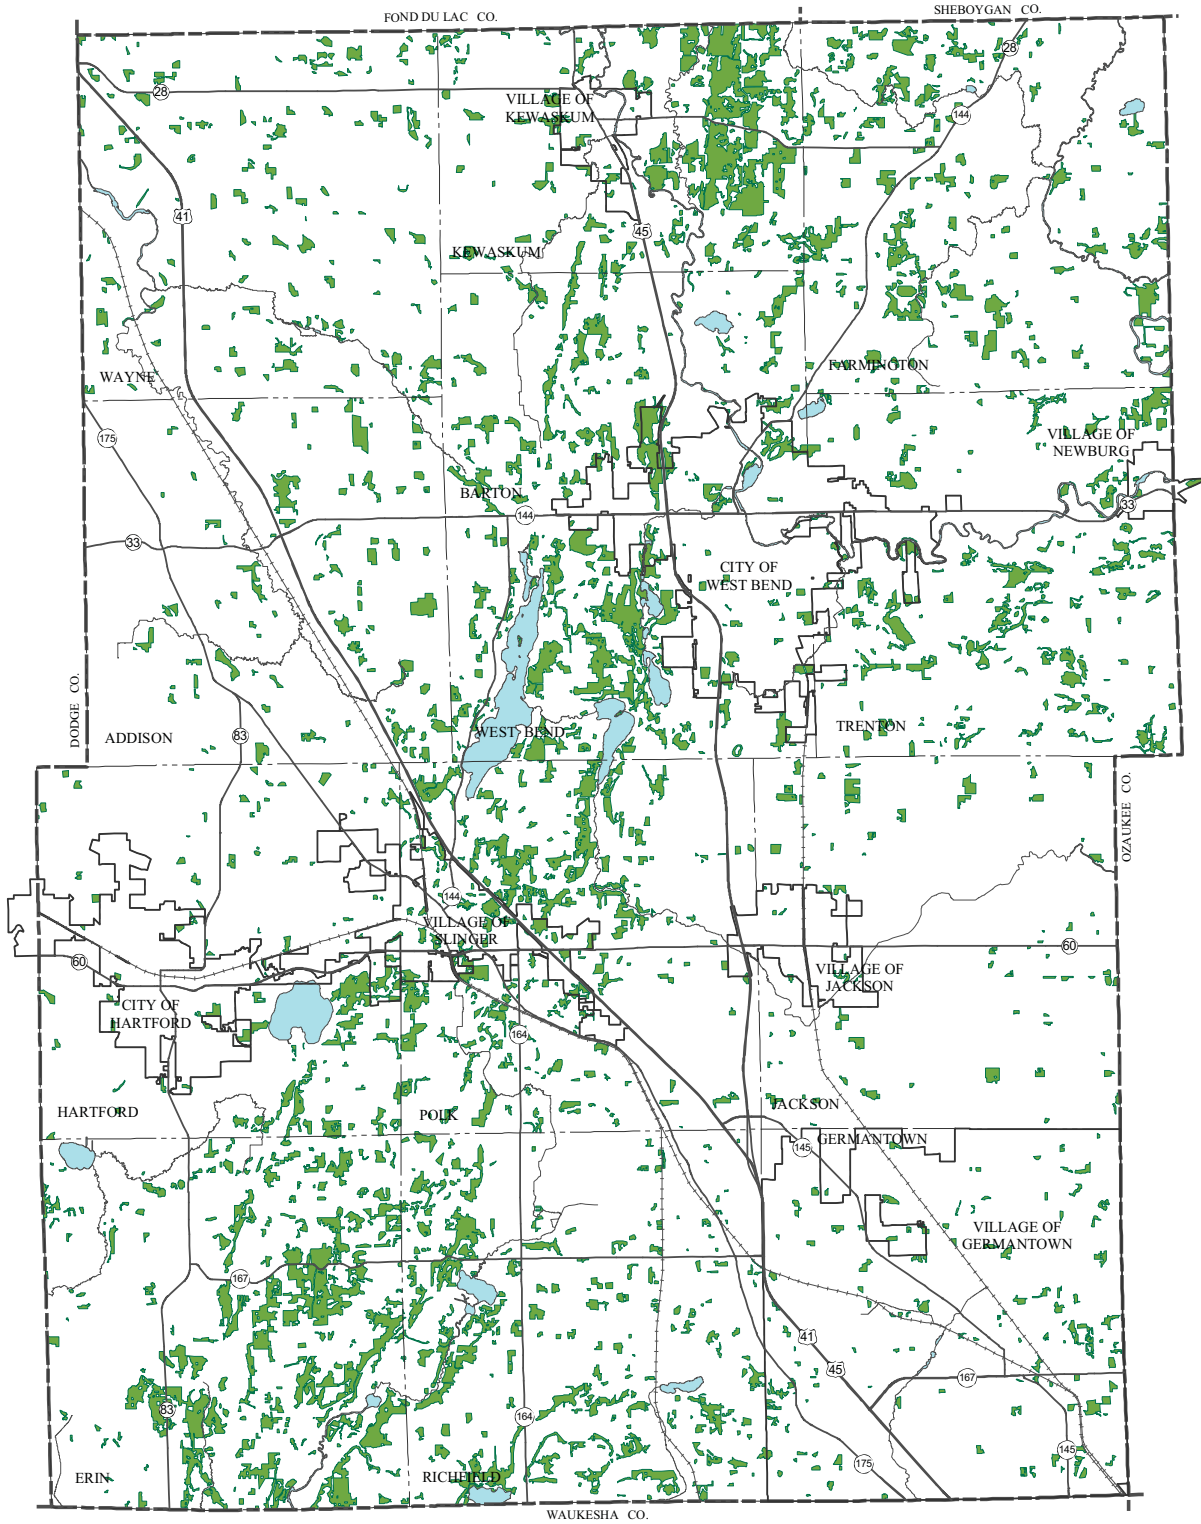 FOND DU LAC CO.
SHEBOYGAN CO.
28
28
VILLAGE OF
KEWASKUM
144
41
45
KEWASKUM
FARMINGTON
WAYNE
175
VILLAGE OF
NEWBURG
BARTON
144
33
33
CITY OF
WEST BEND
DODGE CO.
ADDISON
83
WEST BEND
TRENTON
OZAUKEE CO.
144
VILLAGE OF
SLINGER
60
60
VILLAGE OF
JACKSON
CITY OF
HARTFORD
164
HARTFORD
POLK
JACKSON
GERMANTOWN
145
VILLAGE OF
GERMANTOWN
167
41
45
167
83
164
145
175
ERIN
RICHFIELD
WAUKESHA CO.